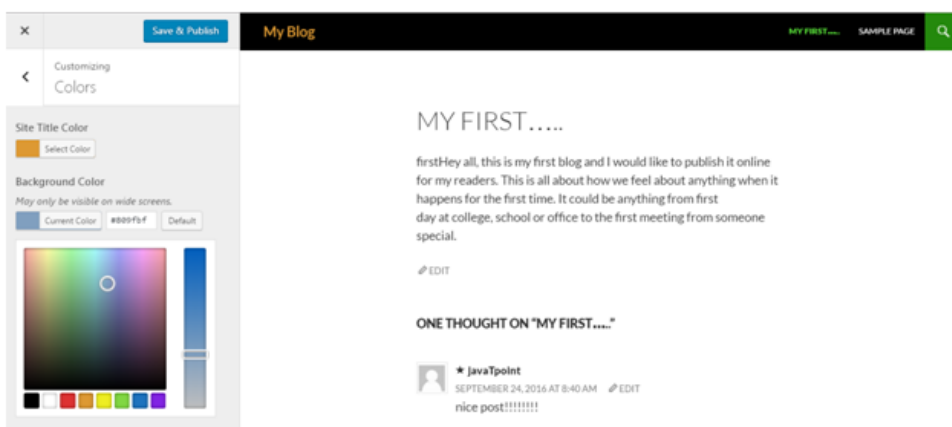 Save & Publish
Customizing
Colors
Site Title Color
Select Color
Background Color
May only be visible on wide screens.
Current Color #809fbf Default
My Blog
MY FIRST.....
SAMPLE PAGE
MY FIRST.....
firstHey all, this is my first blog and I would like to publish it online
for my readers. This is all about how we feel about anything when it
happens for the first time. It could be anything from first
day at college, school or office to the first meeting from someone
special.
EDIT
ONE THOUGHT ON “MY FIRST.....”
★ javaTpoint
SEPTEMBER 24, 2016 AT 8:40 AM EDIT
nice post!!!!!!!!